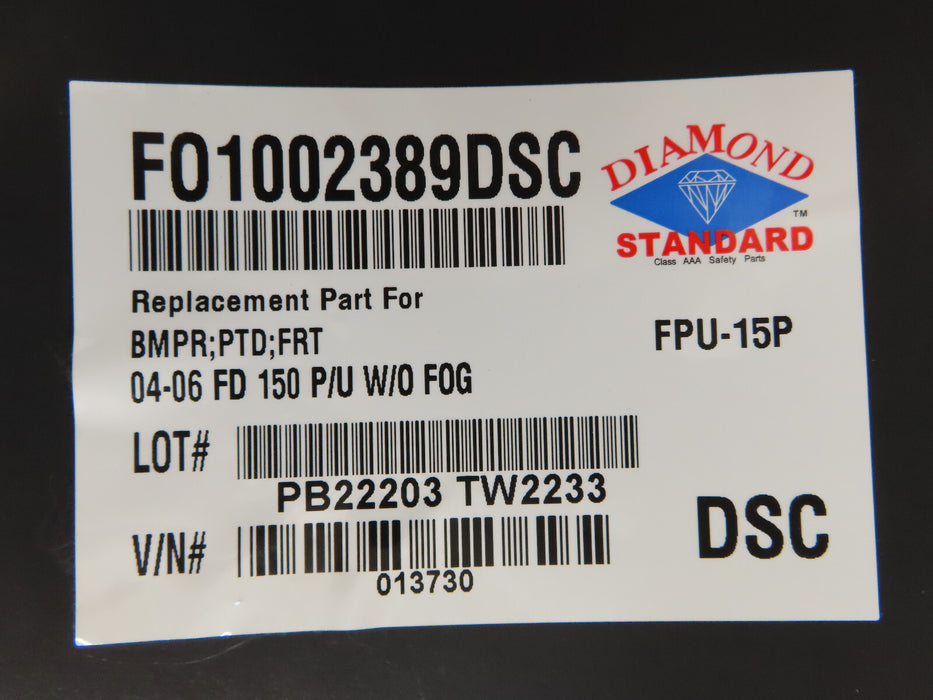 FO1002389DSC
DIAMOND
STANDARD
TM
Class AAA Safety Parts
Replacement Part For
BMPR;PTD;FRT
FPU-15P
04-06 FD 150 P/U W/O FOG
LOT#
PB22203 TW2233
DSC
V/N#
013730